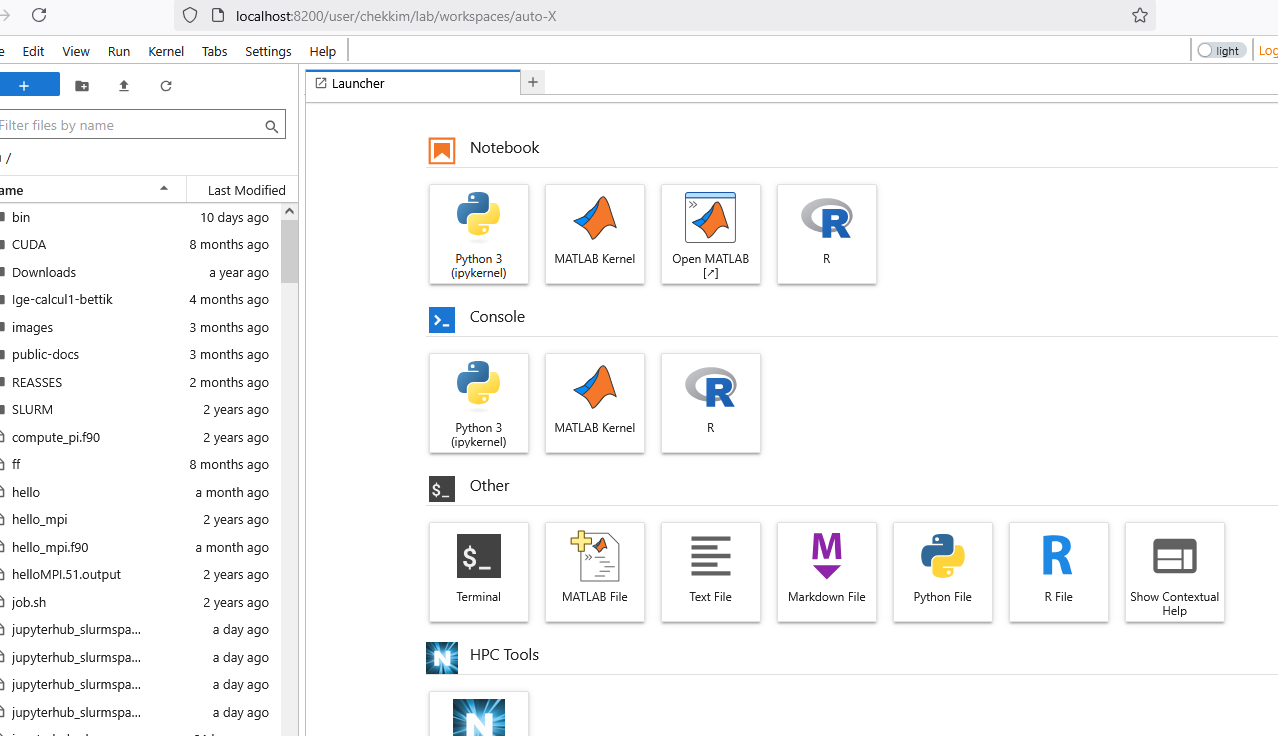 localhost:8200/user/chekkim/lab/workspaces/auto-X
Edit View Run Kernel Tabs Settings Help
light
Launcher
Filter files by name
/
Last Modified
bin 10 days ago
CUDA 8 months ago
Downloads a year ago
Ige-calcul1-bettik 4 months ago
images 3 months ago
public-docs 3 months ago
REASSES 2 months ago
SLURM 2 years ago
compute_pi.f90 2 years ago
ff 8 months ago
hello a month ago
hello_mpi 2 years ago
hello_mpi.f90 a month ago
helloMPI.51.output 2 years ago
job.sh 2 years ago
jupyterhub_slurmspa... a day ago
jupyterhub_slurmspa... a day ago
jupyterhub_slurmspa... a day ago
jupyterhub_slurmspa... a day ago
Notebook
Python 3
(ipykernel)
MATLAB Kernel
Open MATLAB
[↗]
R
Console
Python 3
(ipykernel)
MATLAB Kernel
R
Other
$_
Terminal
MATLAB File
Text File
M
Markdown File
Python File
R
R File
Show Contextual
Help
N
HPC Tools
N